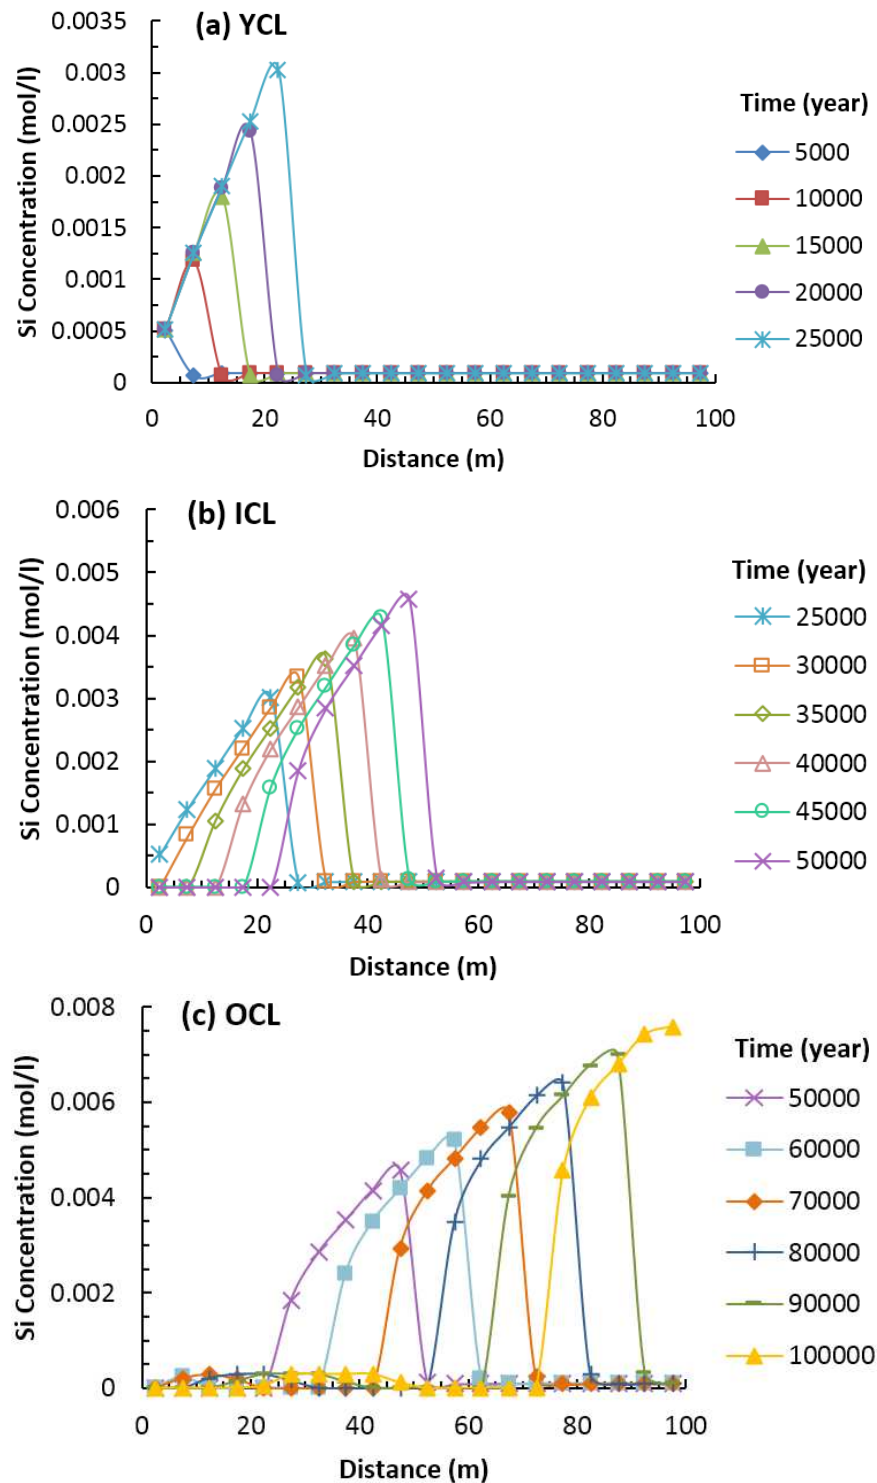 (a) YCL
Si Concentration (mol/l)
0.0035
0.003
0.0025
0.002
0.0015
0.001
0.0005
0
0 20 40 60 80 100
Distance (m)
Time (year)
5000
10000
15000
20000
25000
(b) ICL
Si Concentration (mol/l)
0.006
0.005
0.004
0.003
0.002
0.001
0
0 20 40 60 80 100
Distance (m)
Time (year)
25000
30000
35000
40000
45000
50000
(c) OCL
Si Concentration (mol/l)
0.008
0.006
0.004
0.002
0
0 20 40 60 80 100
Distance (m)
Time (year)
50000
60000
70000
80000
90000
100000